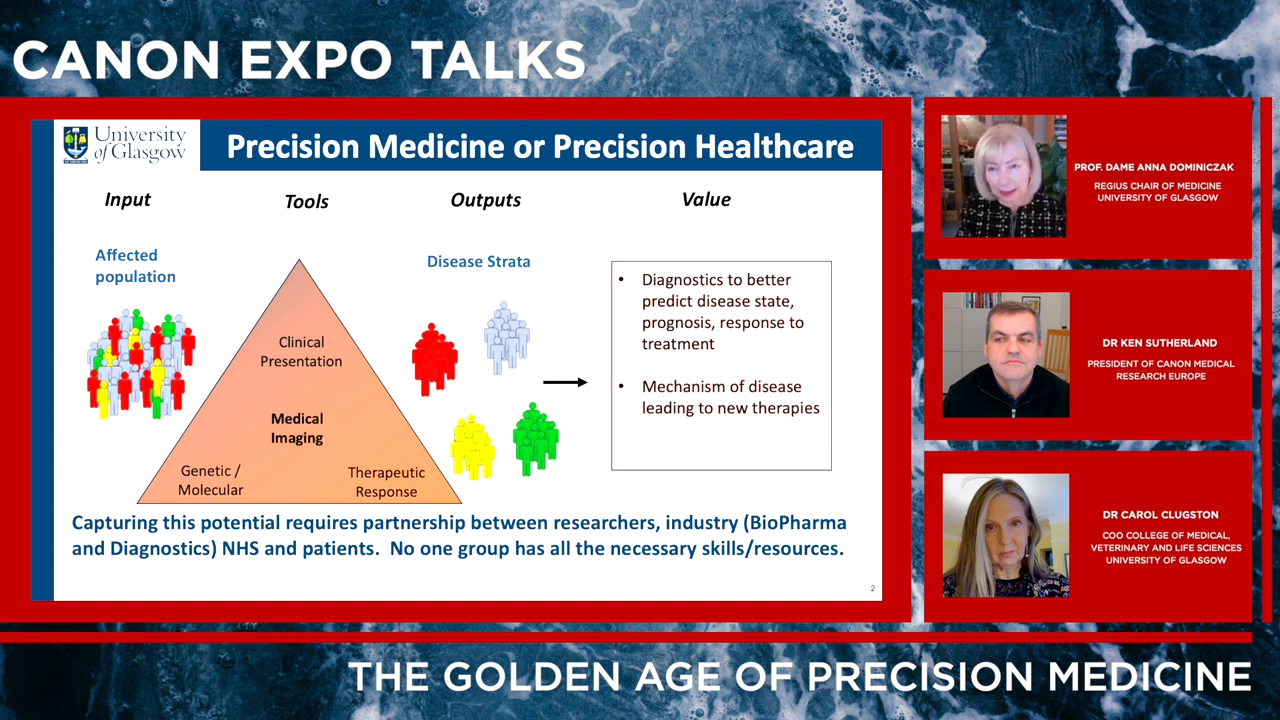 CANON EXPO TALKS
University
of Glasgow
Precision Medicine or Precision Healthcare
Input
Tools
Outputs
Value
Affected
population
Clinical
Presentation
Medical
Imaging
Genetic /
Molecular
Therapeutic
Response
Disease Strata
• Diagnostics to better
predict disease state,
prognosis, response to
treatment
• Mechanism of disease
leading to new therapies
Capturing this potential requires partnership between researchers, industry (BioPharma
and Diagnostics) NHS and patients. No one group has all the necessary skills/resources.
2
PROF. DAME ANNA DOMINICZAK
REGIUS CHAIR OF MEDICINE
UNIVERSITY OF GLASGOW
DR KEN SUTHERLAND
PRESIDENT OF CANON MEDICAL
RESEARCH EUROPE
DR CAROL CLUGSTON
COO COLLEGE OF MEDICAL,
VETERINARY AND LIFE SCIENCES
UNIVERSITY OF GLASGOW
THE GOLDEN AGE OF PRECISION MEDICINE